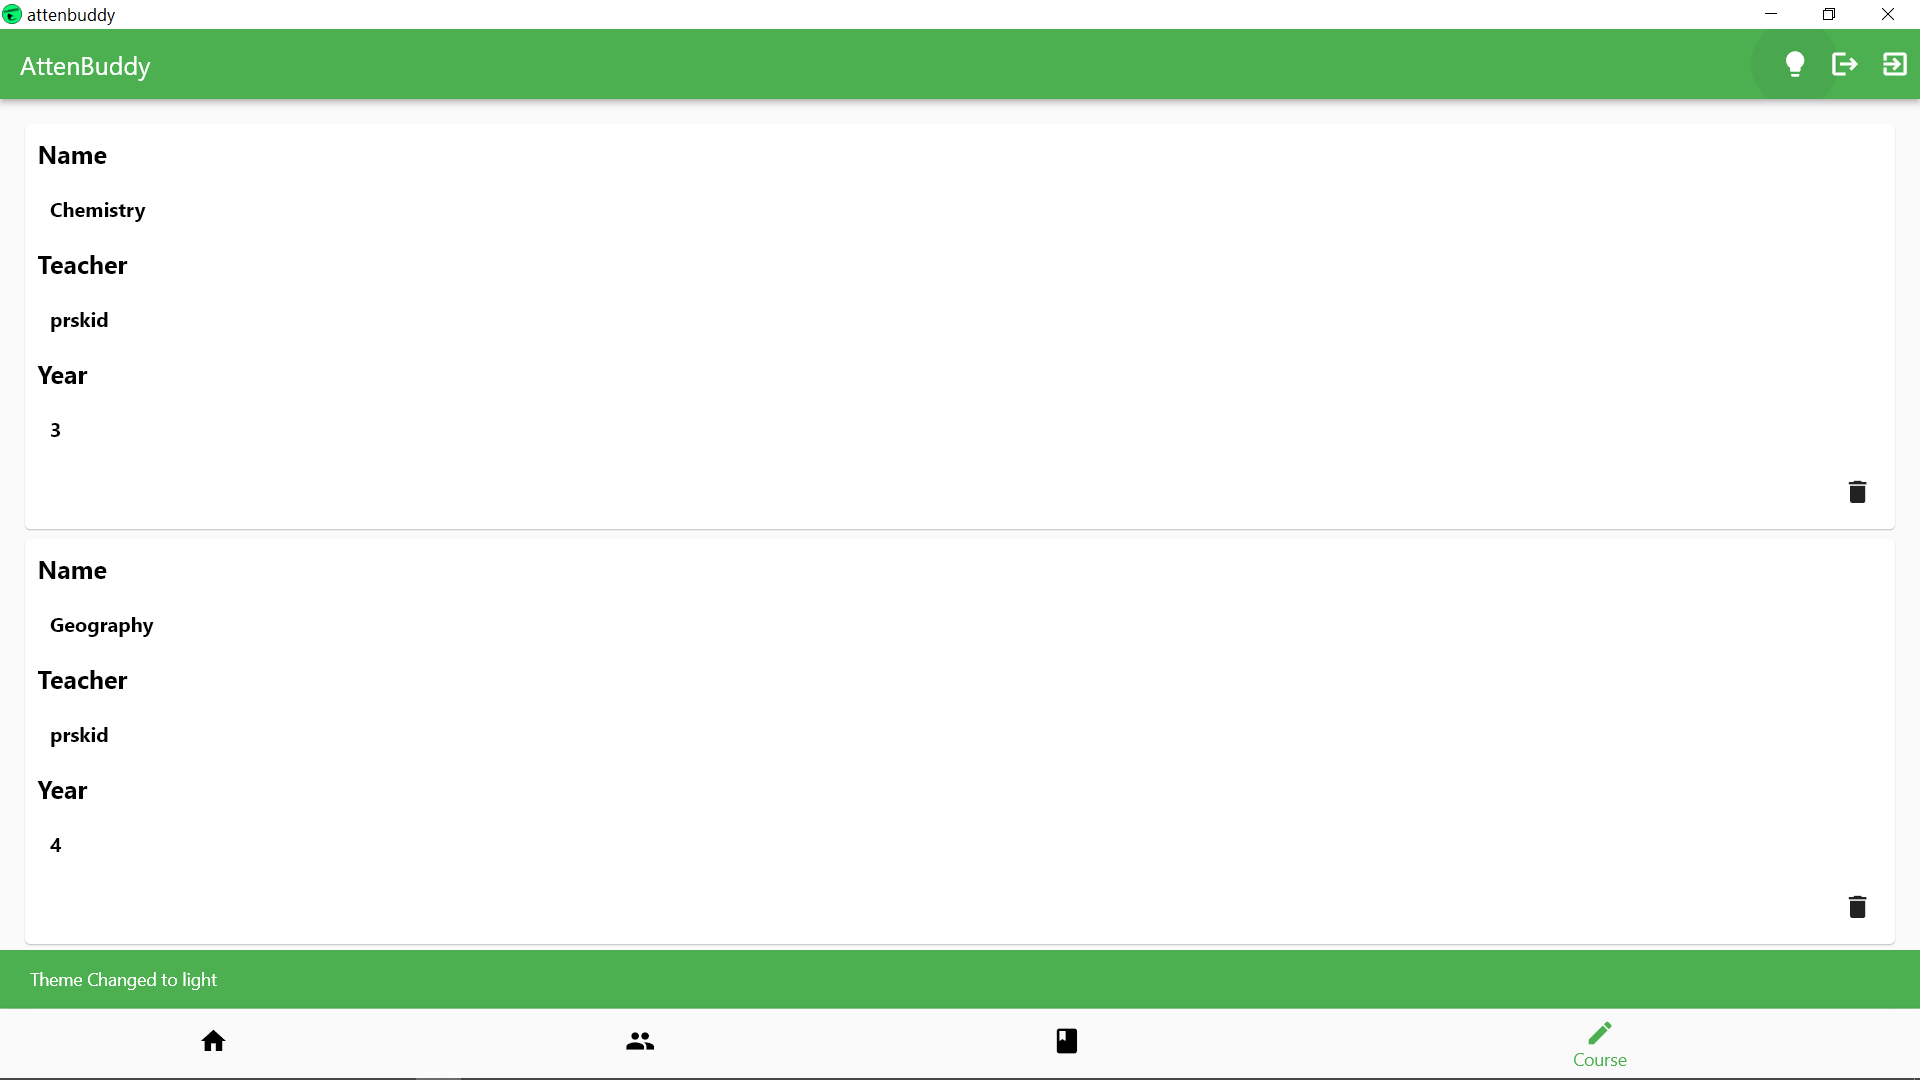 attenbuddy
AttenBuddy
Name
Chemistry
Teacher
prskid
Year
3
Name
Geography
Teacher
prskid
Year
4
Theme Changed to light
Course